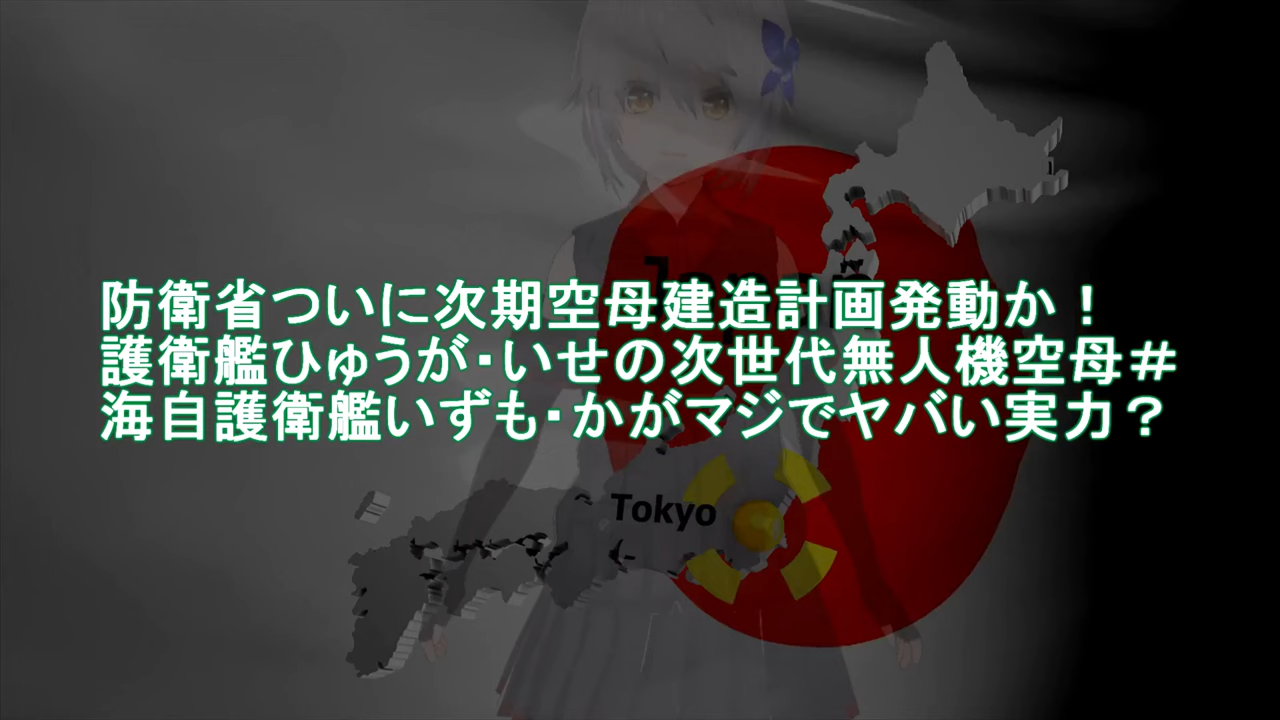 Japan
防衛省ついに次期空母建造計画発動か！
護衛艦ひゅうが・いせの次世代無人機空母＃
海自護衛艦いずも・かがマジでヤバい実力？
Tokyo